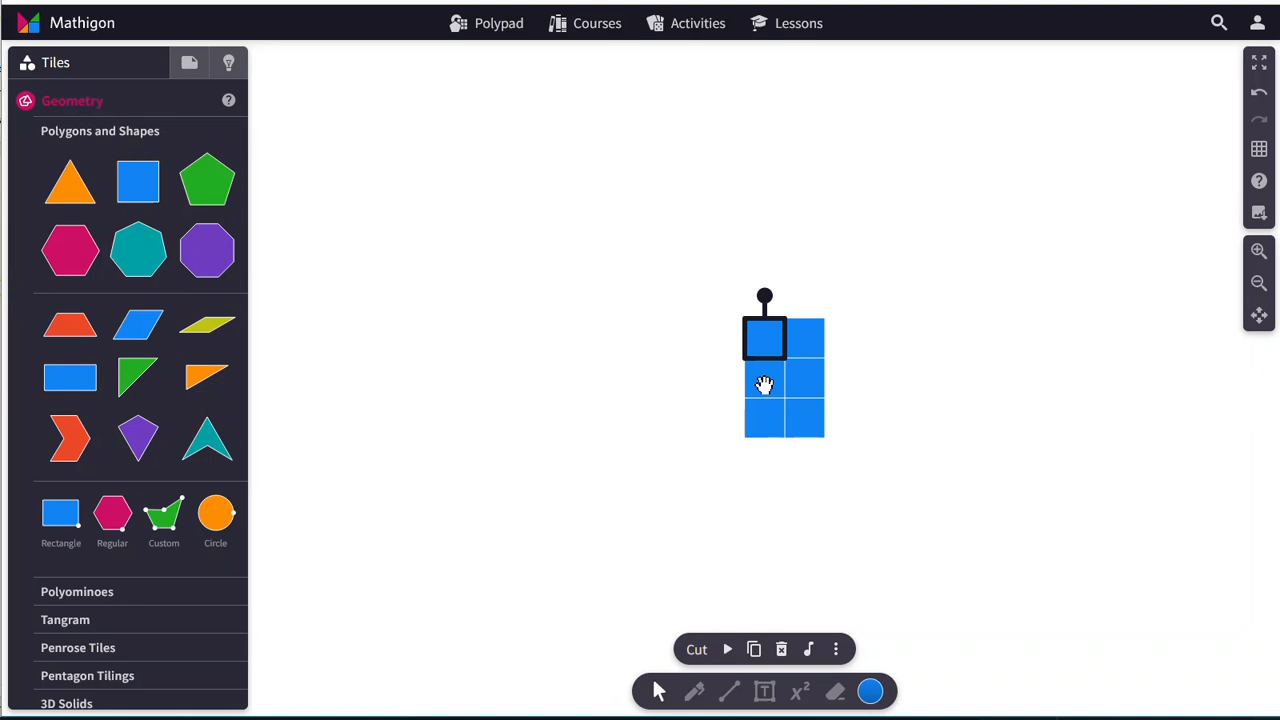 Mathigon
Polypad
Courses
Activities
Lessons
Tiles
Geometry
Polygons and Shapes
Rectangle
Regular
Custom
Circle
Polyominoes
Tangram
Penrose Tiles
Pentagon Tilings
3D Solids
Cut
T
x²